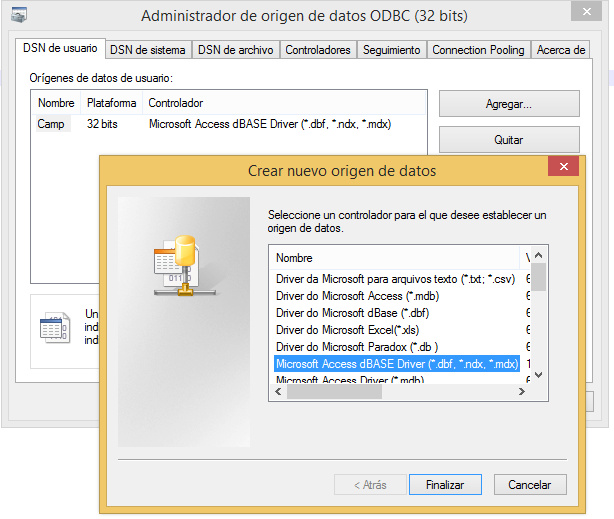 Administrador de origen de datos ODBC (32 bits)
DSN de usuario DSN de sistema DSN de archivo Controladores Seguimiento Connection Pooling Acerca de
Orígenes de datos de usuario:
Nombre Plataforma Controlador
Camp 32 bits Microsoft Access dBASE Driver (*.dbf, *.ndx, *.mdx)
Agregar...
Quitar
Un
ind
ind
Crear nuevo origen de datos
Seleccione un controlador para el que desee establecer un
origen de datos.
Nombre V
Driver da Microsoft para arquivos texto (*.txt; *.csv) 6
Driver do Microsoft Access (*.mdb) 6
Driver do Microsoft dBase (*.dbf) 6
Driver do Microsoft Excel(*.xls) 6
Driver do Microsoft Paradox (*.db ) 6
Microsoft Access dBASE Driver (*.dbf, *.ndx, *.mdx) 1
Microsoft Access Driver (*.mdb) 6
< Atrás Finalizar Cancelar